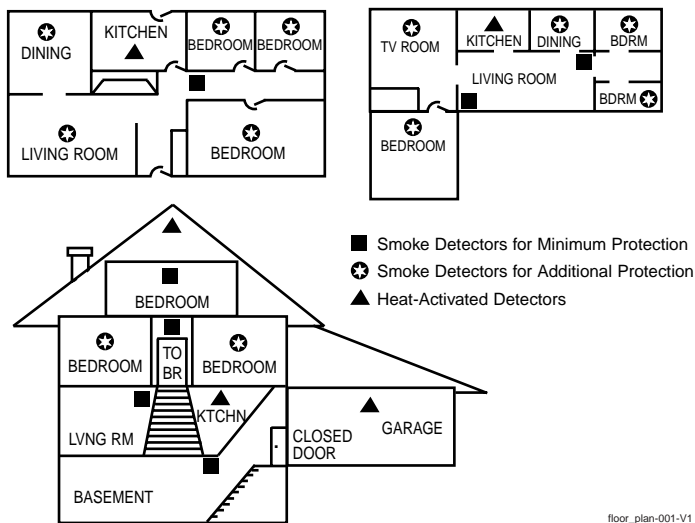 DINING
KITCHEN
BEDROOM
BEDROOM
LIVING ROOM
BEDROOM
TV ROOM
KITCHEN
DINING
BDRM
LIVING ROOM
BDRM
BEDROOM
Smoke Detectors for Minimum Protection
Smoke Detectors for Additional Protection
Heat-Activated Detectors
BEDROOM
BEDROOM
TO
BR
BEDROOM
LVNG RM
KTCHN
CLOSED
DOOR
GARAGE
BASEMENT
floor_plan-001-V1